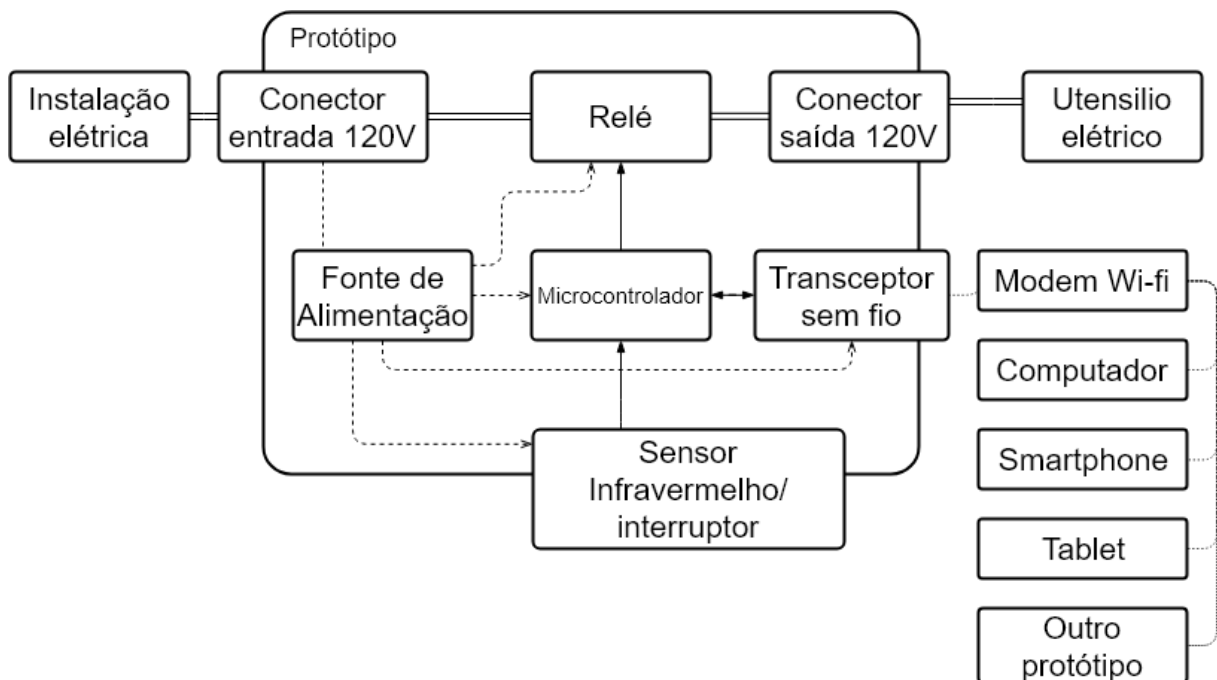 Protótipo
Instalação
elétrica
Conector
entrada 120V
Relé
Conector
saída 120V
Utensilio
elétrico
Fonte de
Alimentação
Microcontrolador
Transceptor
sem fio
Modem Wi-fi
Computador
Smartphone
Tablet
Outro
protótipo
Sensor
Infravermelho/
interruptor